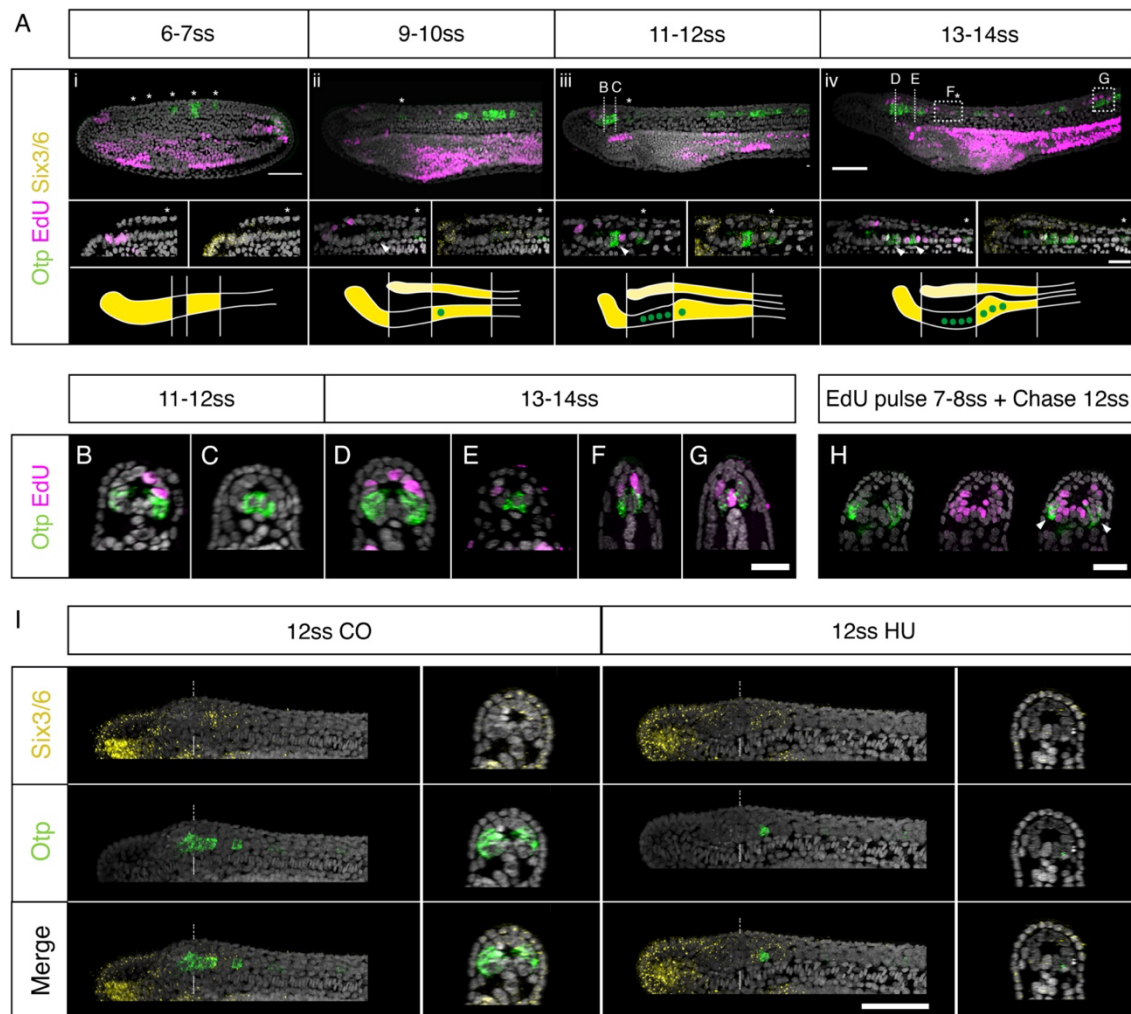 A
6-7ss
9-10ss
11-12ss
13-14ss
Otp EdU Six3/6
i
* * * * *
ii
*
iii
B
C
*
iv
D
E
F*
G
*
*
*
*
*
*
*
*
11-12ss
13-14ss
EdU pulse 7-8ss + Chase 12ss
Otp EdU
B
C
D
E
F
G
H
I
12ss CO
12ss HU
Six3/6
Otp
Merge